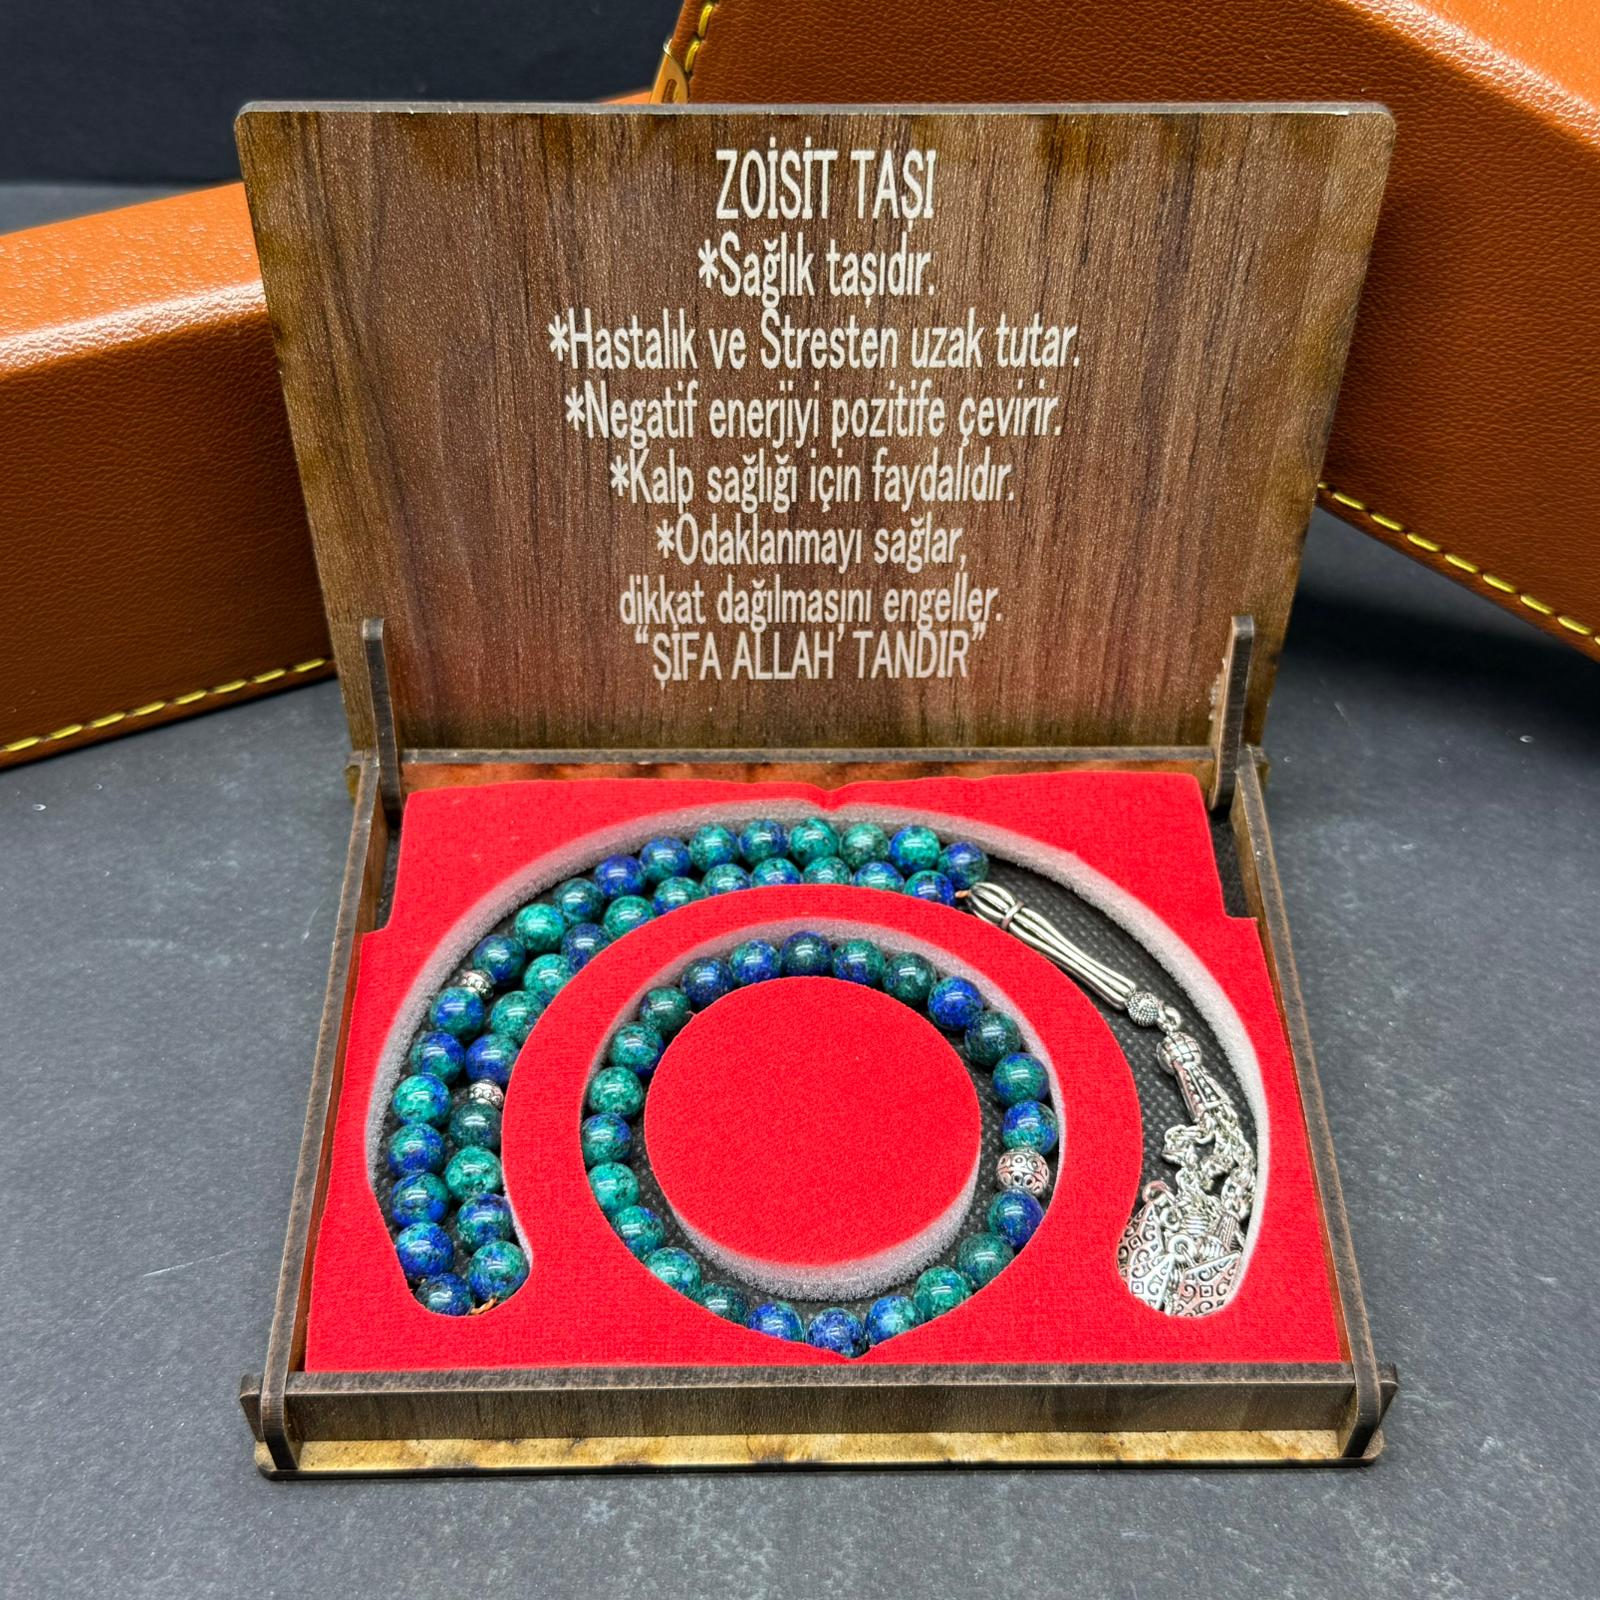 ZOİSİT TAŞI
*Sağlık taşıdır.
*Hastalık ve Stresten uzak tutar.
*Negatif enerjiyi pozitife çevirir.
*Kalp sağlığı için faydalıdır.
*Odaklanmayı sağlar,
dikkat dağılmasını engeller.
“ŞİFA ALLAH' TANDIR”